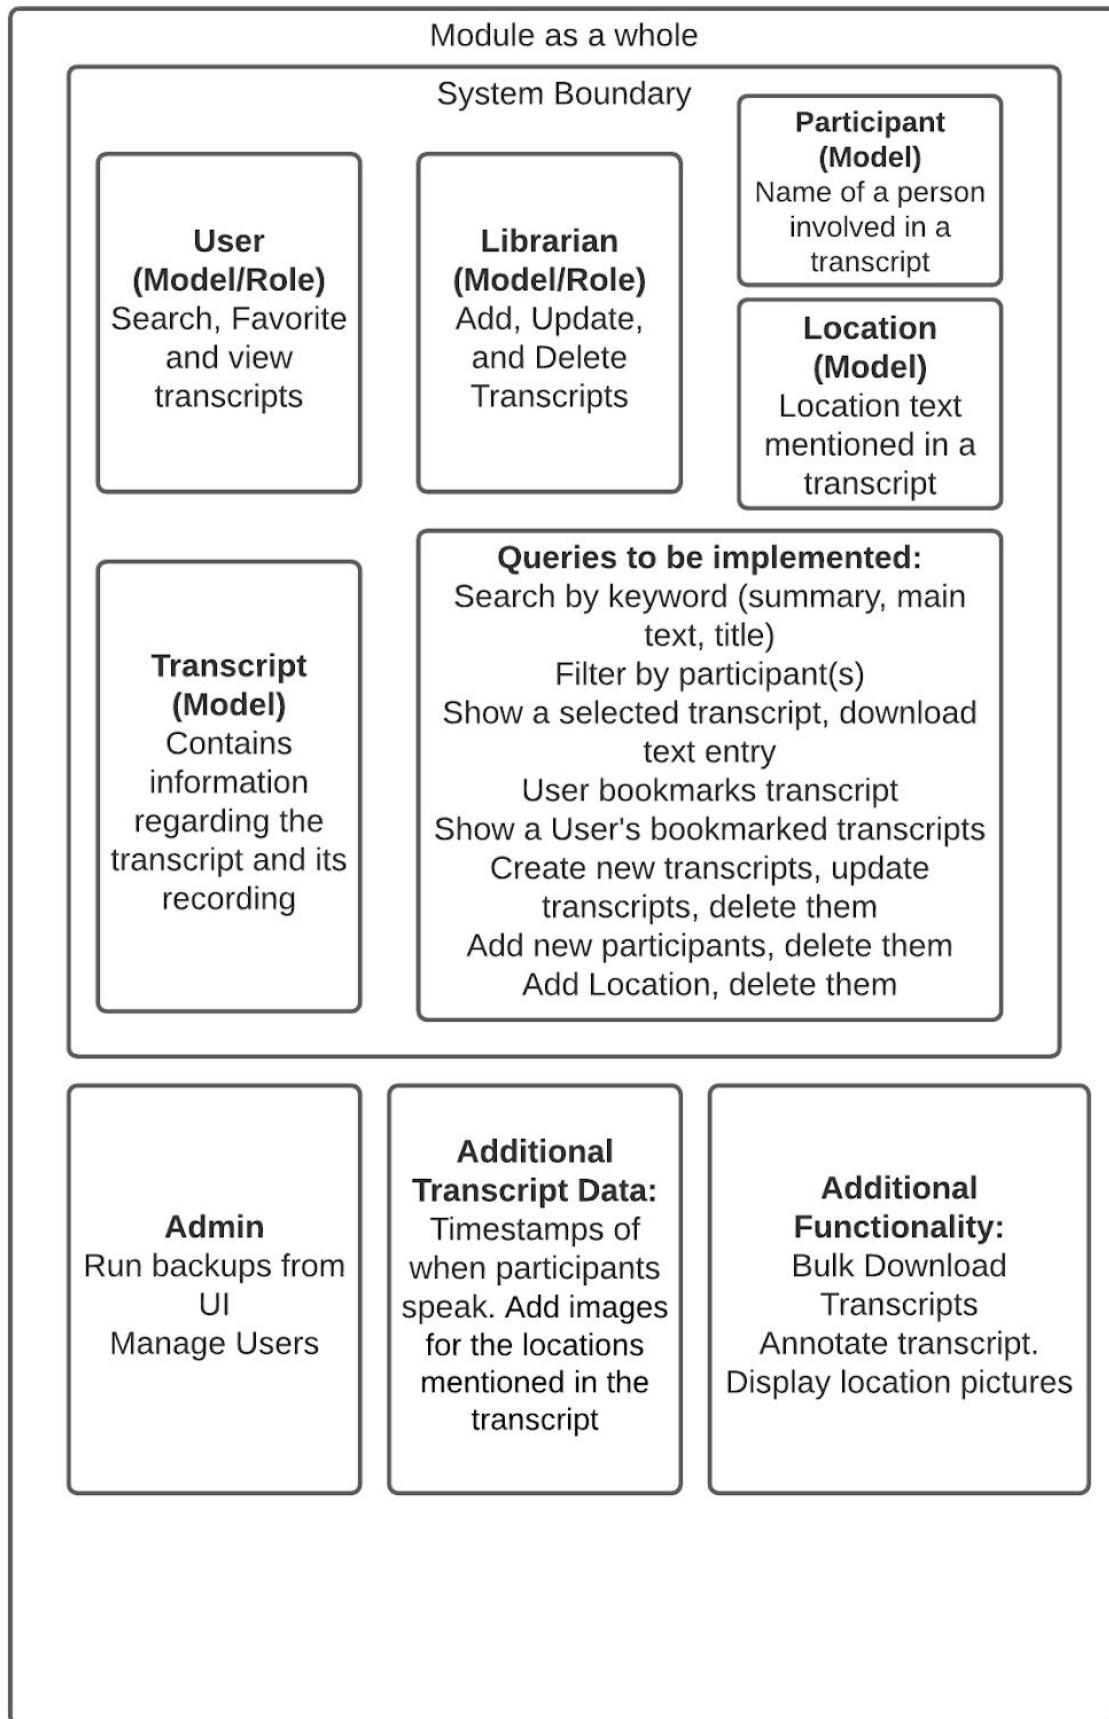 Module as a whole
System Boundary
User
(Model/Role)
Search, Favorite
and view
transcripts
Librarian
(Model/Role)
Add, Update,
and Delete
Transcripts
Participant
(Model)
Name of a person
involved in a
transcript
Location
(Model)
Location text
mentioned in a
transcript
Transcript
(Model)
Contains
information
regarding the
transcript and its
recording
Queries to be implemented:
Search by keyword (summary, main
text, title)
Filter by participant(s)
Show a selected transcript, download
text entry
User bookmarks transcript
Show a User's bookmarked transcripts
Create new transcripts, update
transcripts, delete them
Add new participants, delete them
Add Location, delete them
Admin
Run backups from
UI
Manage Users
Additional
Transcript Data:
Timestamps of
when participants
speak. Add images
for the locations
mentioned in the
transcript
Additional
Functionality:
Bulk Download
Transcripts
Annotate transcript.
Display location pictures